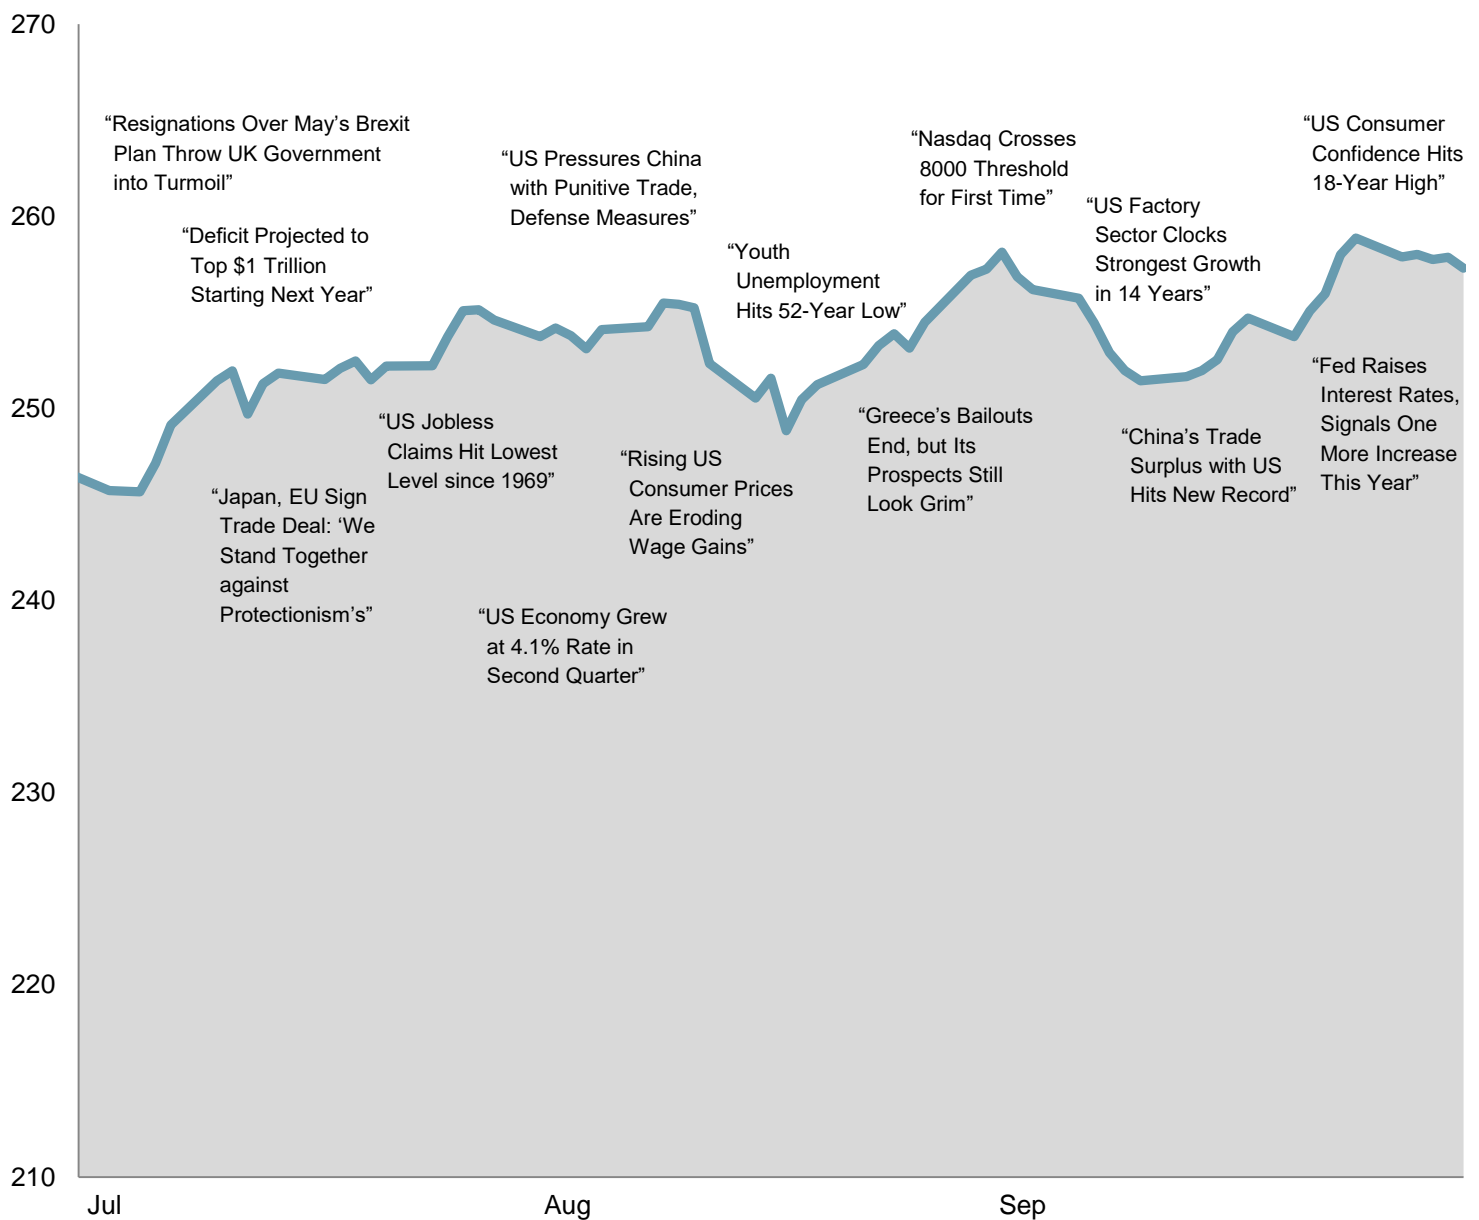 270
260
250
240
230
220
210
“Resignations Over May’s Brexit
Plan Throw UK Government
into Turmoil”
“Deficit Projected to
Top $1 Trillion
Starting Next Year”
“Japan, EU Sign
Trade Deal: ‘We
Stand Together
against
Protectionism’s”
“US Jobless
Claims Hit Lowest
Level since 1969”
“US Economy Grew
at 4.1% Rate in
Second Quarter”
“US Pressures China
with Punitive Trade,
Defense Measures”
“Rising US
Consumer Prices
Are Eroding
Wage Gains”
“Youth
Unemployment
Hits 52-Year Low”
“Greece’s Bailouts
End, but Its
Prospects Still
Look Grim”
“Nasdaq Crosses
8000 Threshold
for First Time”
“US Factory
Sector Clocks
Strongest Growth
in 14 Years”
“China’s Trade
Surplus with US
Hits New Record”
“US Consumer
Confidence Hits
18-Year High”
“Fed Raises
Interest Rates,
Signals One
More Increase
This Year”
Jul
Aug
Sep